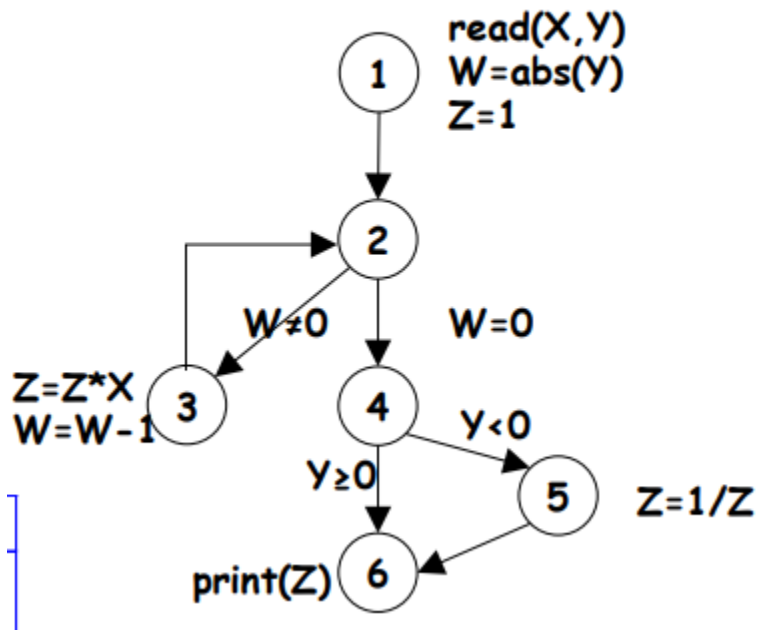 read(X,Y)
1
W=abs(Y)
Z=1
2
W≠0
W=0
Z=Z*X
3
4
W=W-1
Y<0
Y≥0
5
Z=1/Z
print(Z)
6